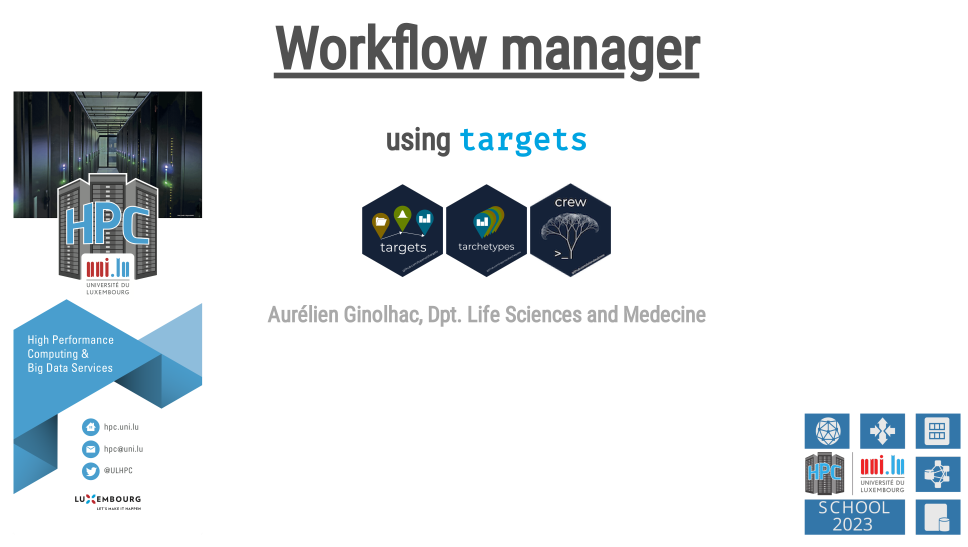 Workflow manager
using targets
targets
tarchetypes
crew
>_
Aurélien Ginolhac, Dpt. Life Sciences and Medecine
HPC
uni.lu
UNIVERSITÉ DU
LUXEMBOURG
High Performance
Computing &
Big Data Services
hpc.uni.lu
hpc@uni.lu
@ULHPC
LUXEMBOURG
LET'S MAKE IT HAPPEN
HPC
uni.lu
UNIVERSITÉ DU
LUXEMBOURG
SCHOOL
2023